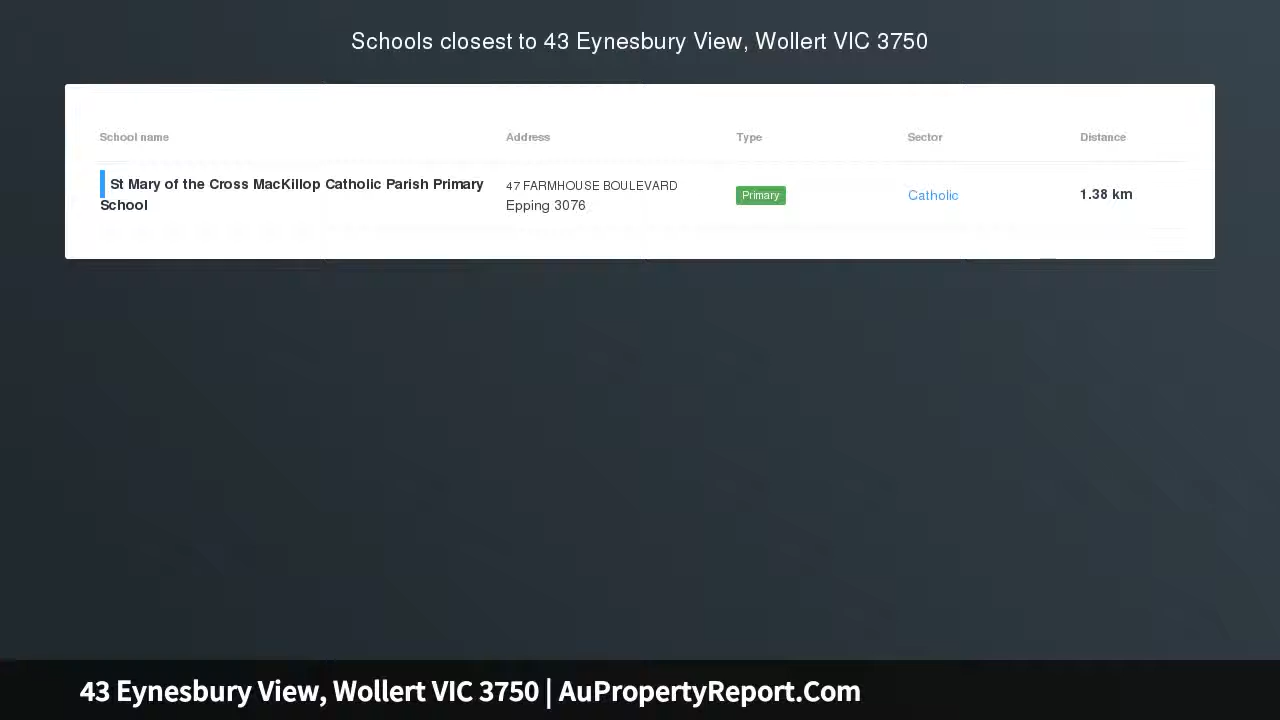 Schools closest to 43 Eynesbury View, Wollert VIC 3750
School name Address Type Sector Distance
St Mary of the Cross MacKillop Catholic Parish Primary
School
47 FARMHOUSE BOULEVARD
Epping 3076
Primary
Catholic
1.38 km
43 Eynesbury View, Wollert VIC 3750 | AuPropertyReport.Com